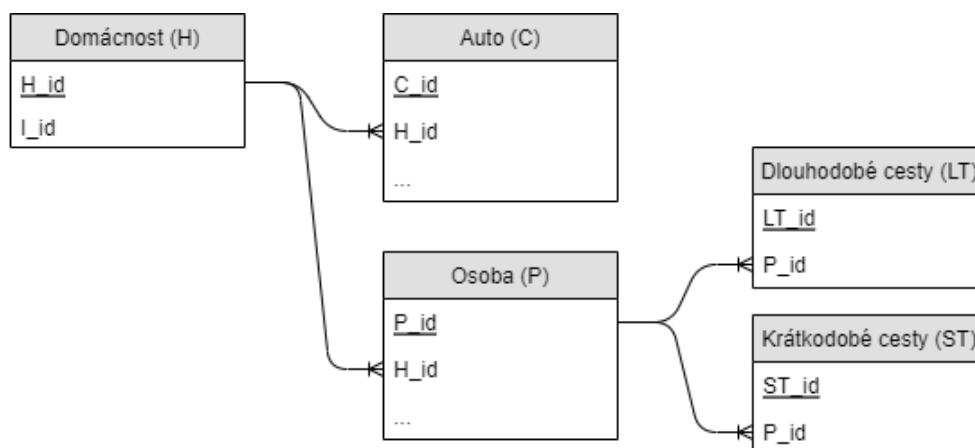 Domácnost (H)
H_id
I_id
Auto (C)
C_id
H_id
...
Osoba (P)
P_id
H_id
...
Dlouhodobé cesty (LT)
LT_id
P_id
Krátkodobé cesty (ST)
ST_id
P_id